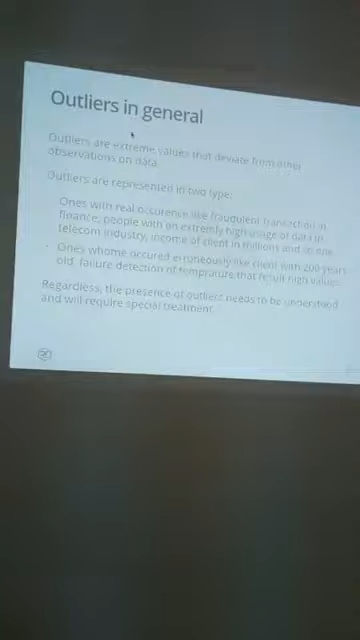 Outliers in general
Outliers are extreme values that deviate from other
observations on data.
Outliers are represented in two type:
Ones with real occurence like fraudulent transaction in
finance, people with an extremly high usage of data in
telecom industry, income of client in millions and so one
Ones whome occured erroneously like client with 200 years
old, failure detection of temprature that result high values.
Regardless, the presence of outliers needs to be understood
and will require special treatment.